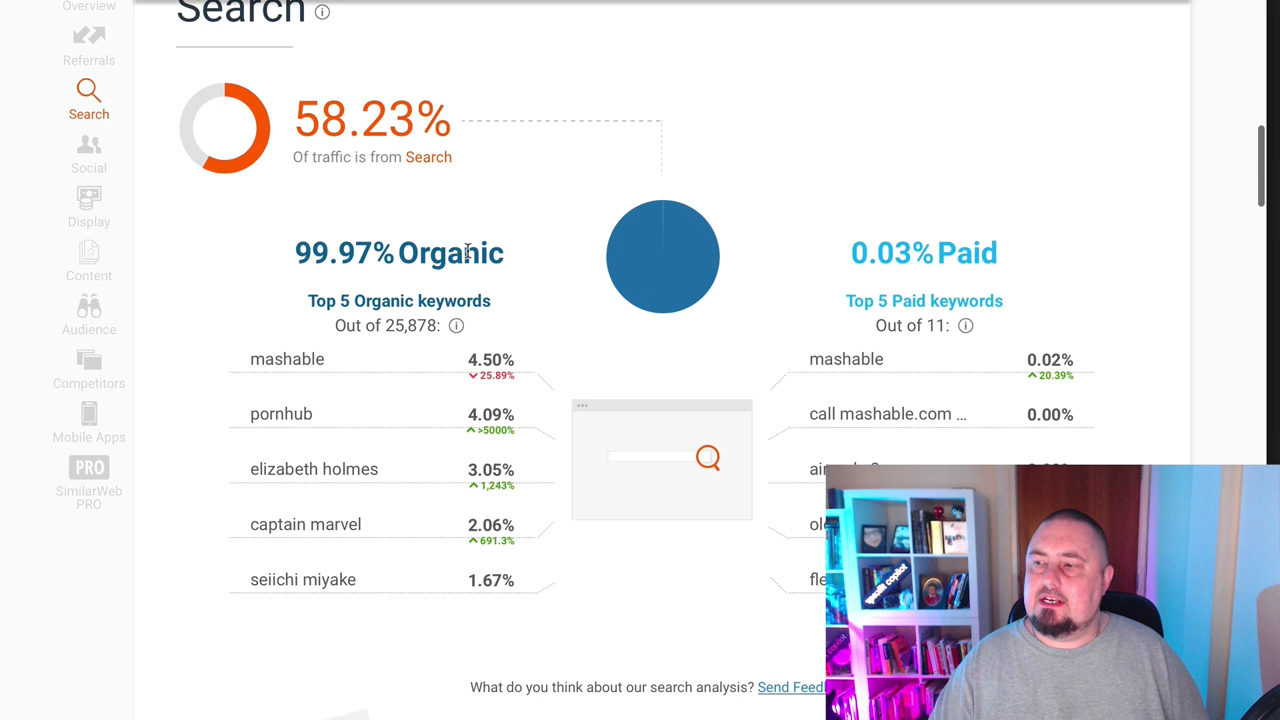 Overview
Referrals
Search
Social
Display
Content
Audience
Competitors
Mobile Apps
PRO
SimilarWeb
PRO
Search
58.23%
Of traffic is from Search
99.97% Organic
Top 5 Organic keywords
Out of 25,878:
mashable 4.50%
25.89%
pornhub 4.09%
>5000%
elizabeth holmes 3.05%
1,243%
captain marvel 2.06%
691.3%
seiichi miyake 1.67%
0.03% Paid
Top 5 Paid keywords
Out of 11:
mashable 0.02%
20.39%
call mashable.com ... 0.00%
What do you think about our search analysis? Send Feed
copilot